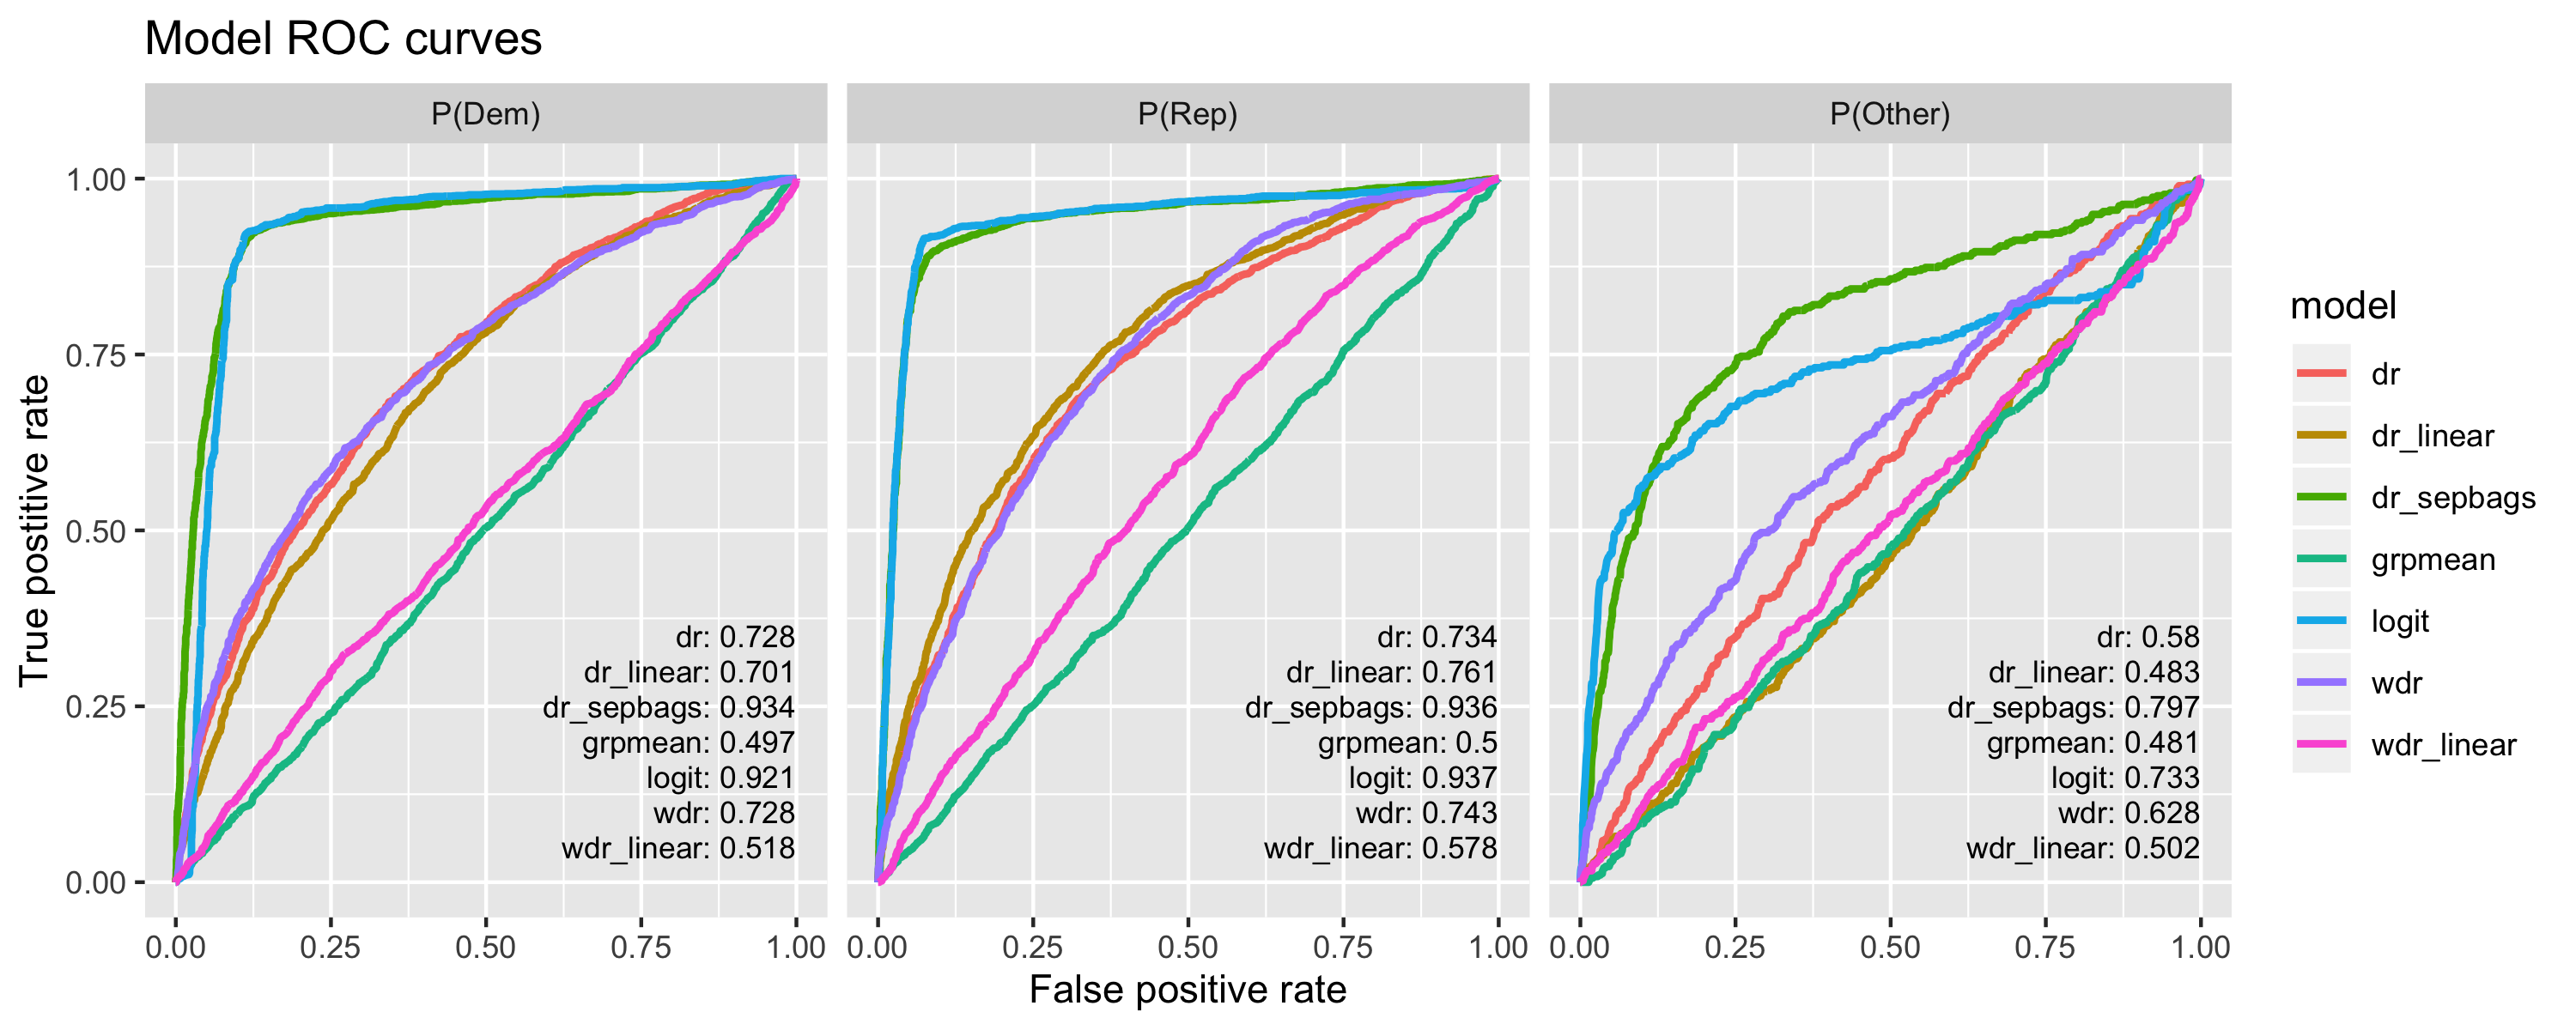 Model ROC curves
P(Dem)
P(Rep)
P(Other)
True postitive rate
1.00
0.75
0.50
0.25
0.00
dr: 0.728
dr_linear: 0.701
dr_sepbags: 0.934
grpmean: 0.497
logit: 0.921
wdr: 0.728
wdr_linear: 0.518
dr: 0.734
dr_linear: 0.761
dr_sepbags: 0.936
grpmean: 0.5
logit: 0.937
wdr: 0.743
wdr_linear: 0.578
dr: 0.58
dr_linear: 0.483
dr_sepbags: 0.797
grpmean: 0.481
logit: 0.733
wdr: 0.628
wdr_linear: 0.502
0.00 0.25 0.50 0.75 1.00
0.00 0.25 0.50 0.75 1.00
0.00 0.25 0.50 0.75 1.00
False positive rate
model
dr
dr_linear
dr_sepbags
grpmean
logit
wdr
wdr_linear